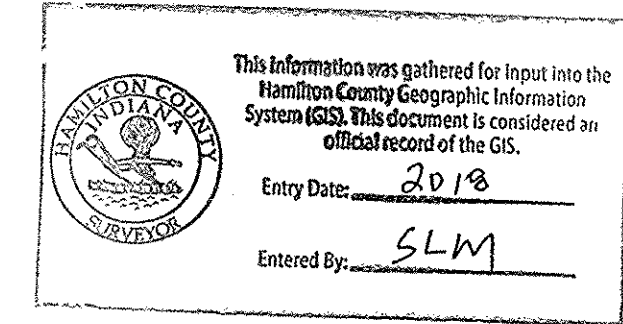 This Information was gathered for Input into the
Hamilton County Geographic Information
System (GIS). This document is considered an
official record of the GIS.
Entry Date: 2018
Entered By: SLM
HAMILTON COUNTY
INDIANA
SURVEYOR